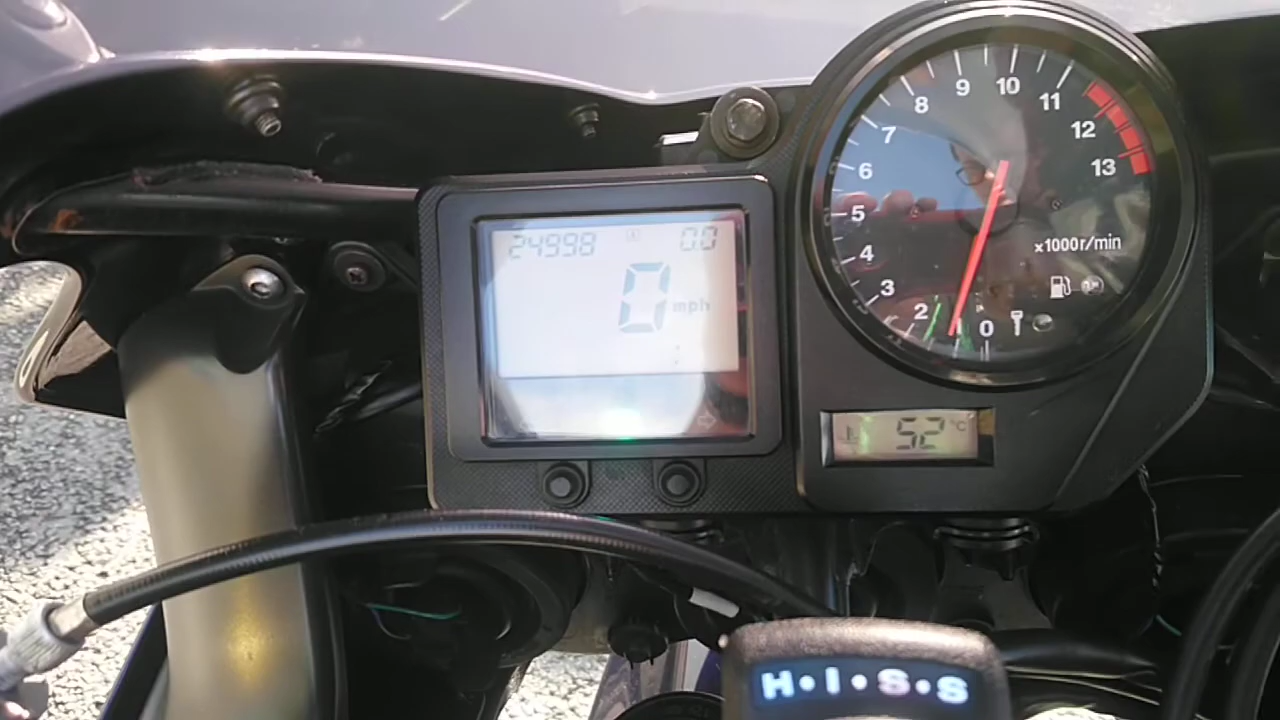 24998 0.0
0 mph
0 1 2 3 4 5 6 7 8 9 10 11 12 13
x1000r/min
52 °C
H•I•S•S